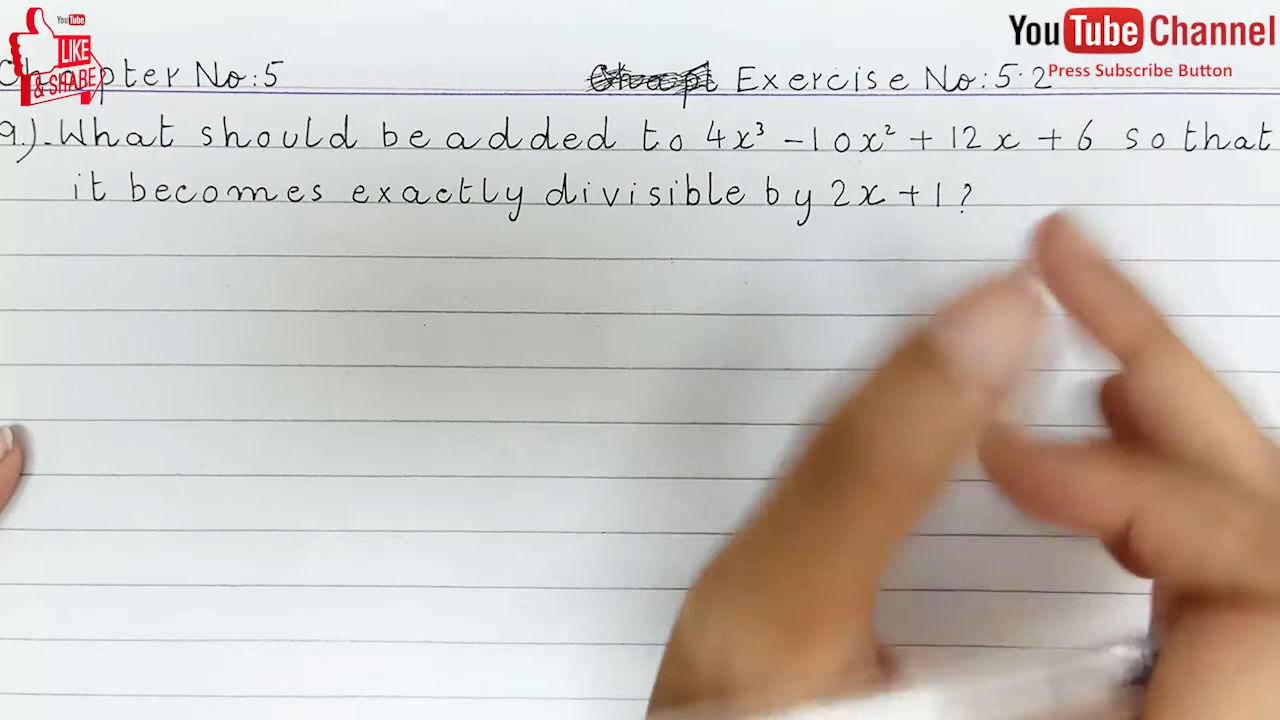 YouTube
LIKE
& SHARE
YouTube Channel
Press Subscribe Button
Chapter No:5
Exercise No:5.2
9.). What should be added to 4x³ -10x² + 12x + 6 so that
it becomes exactly divisible by 2x + 1?